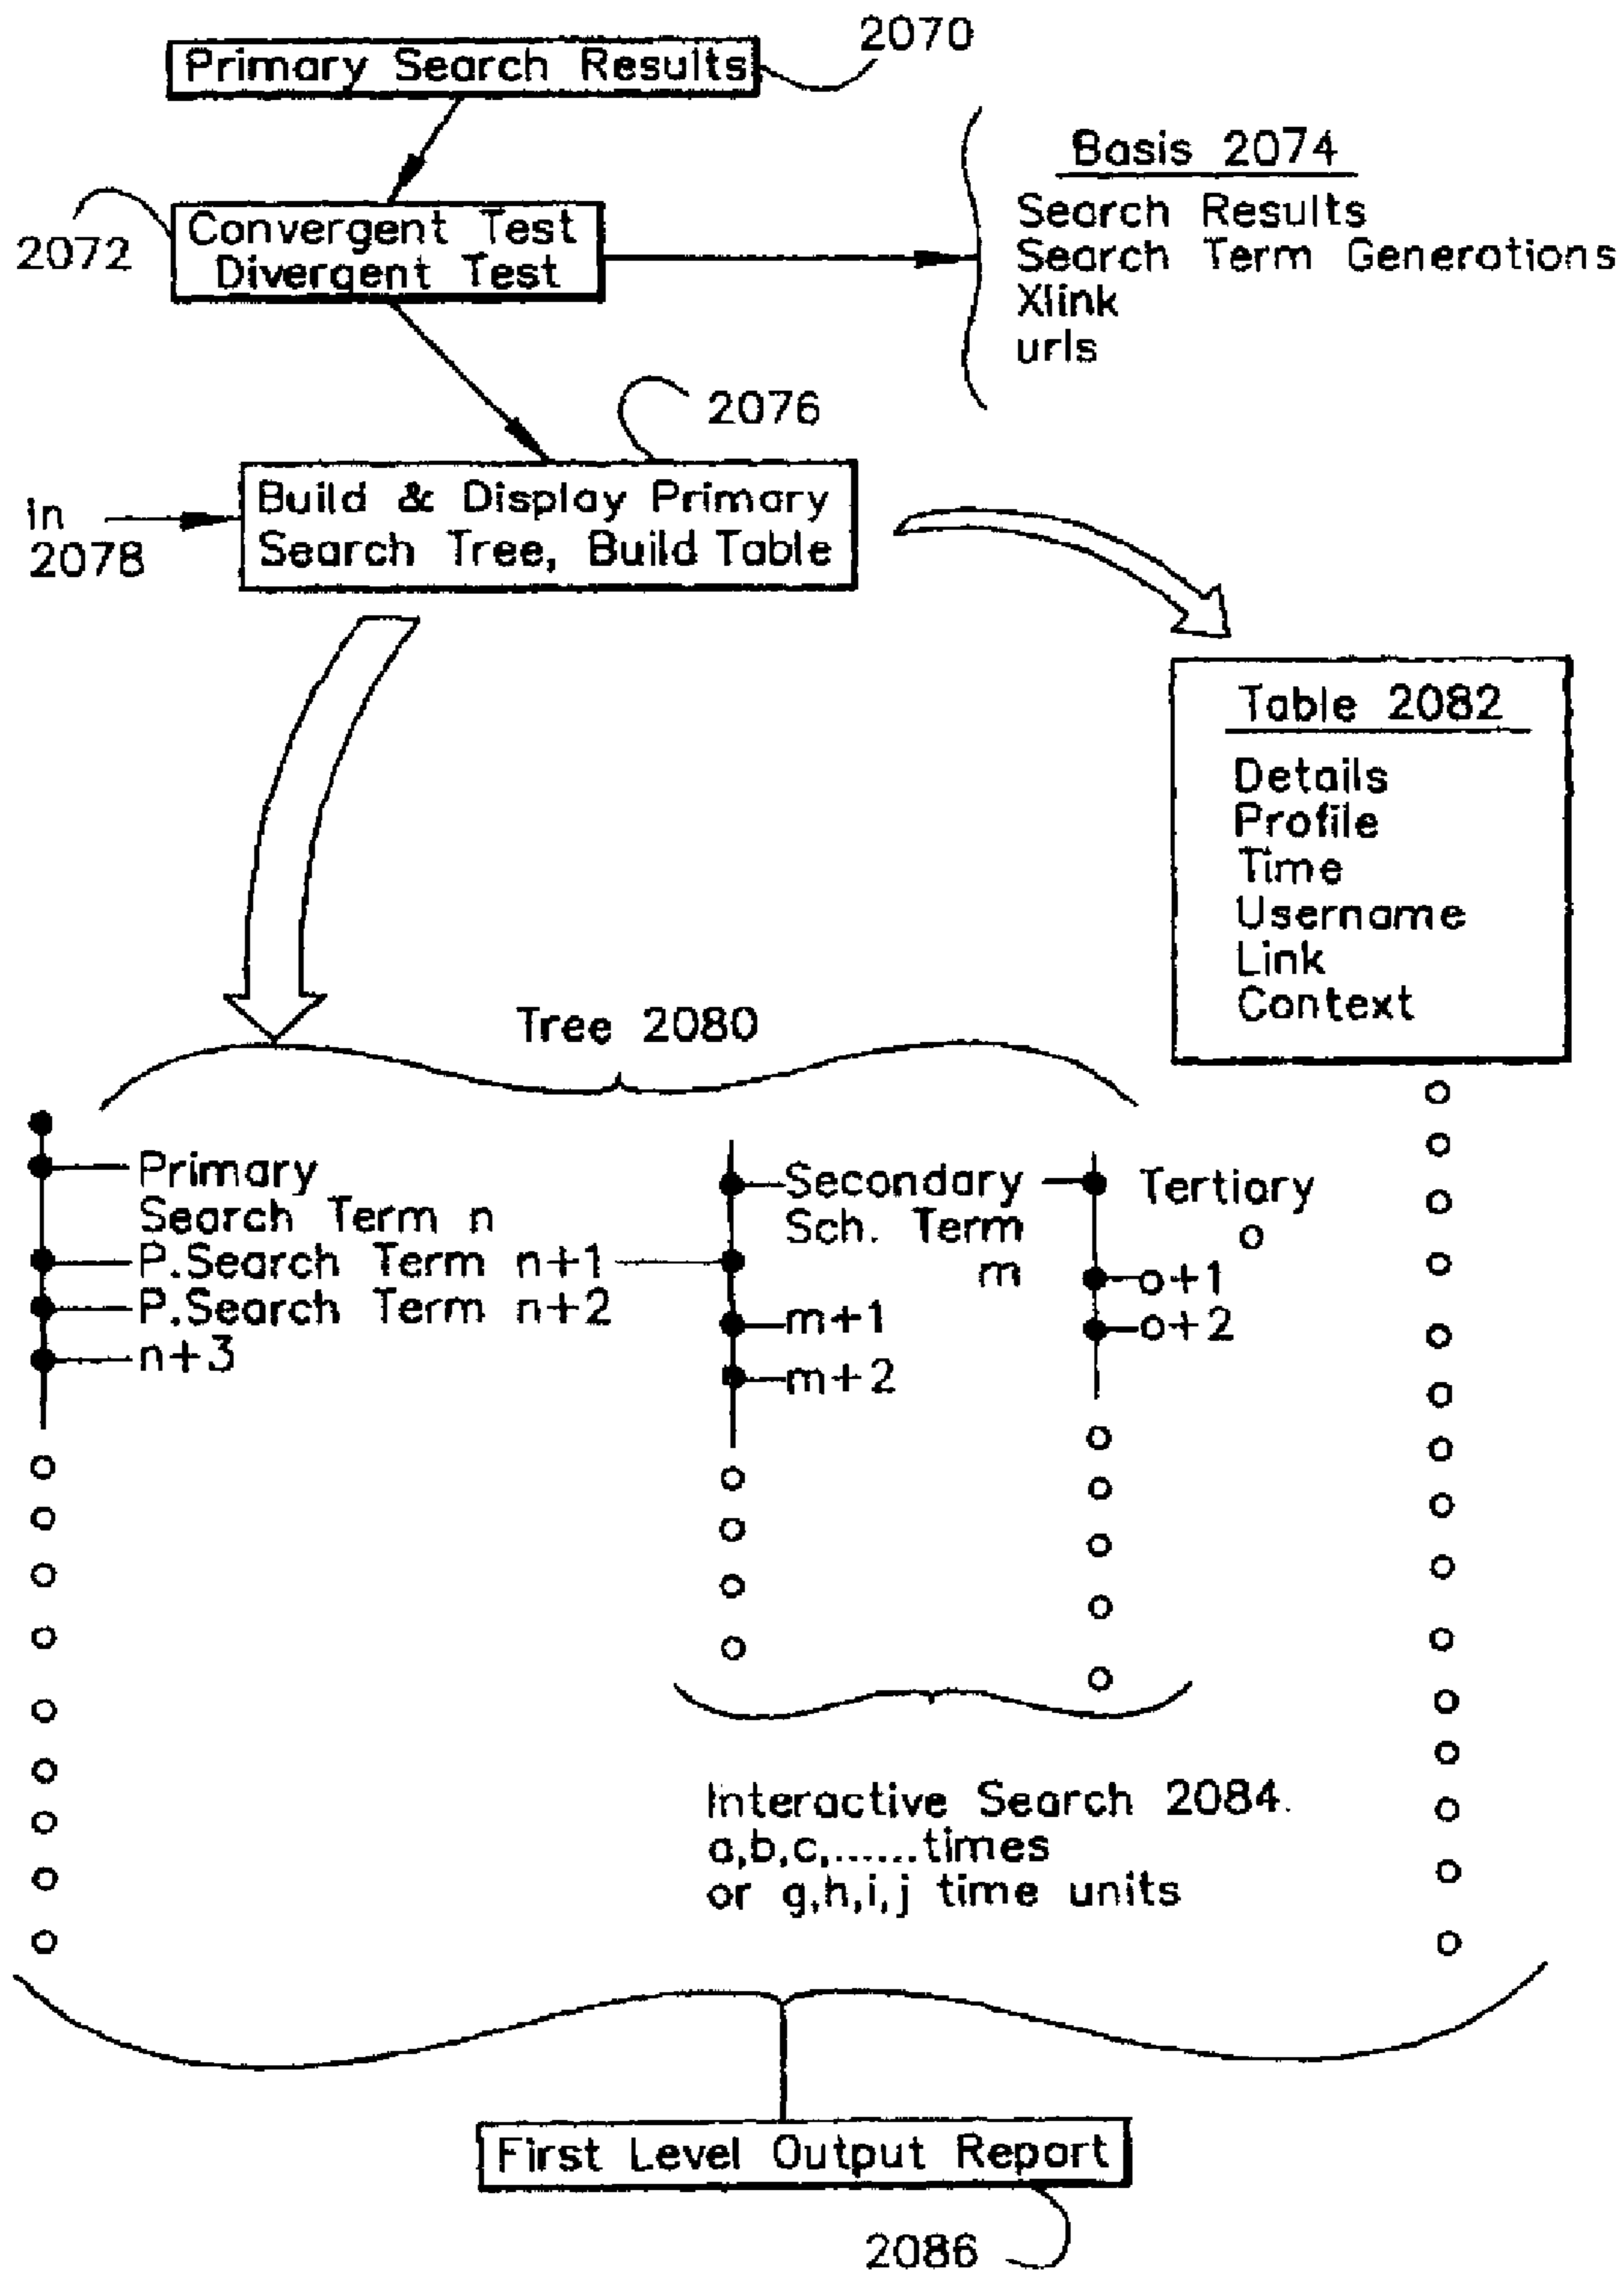 2070
Primary Search Results
Basis 2074
Search Results
Search Term Generations
Xlink
urls
2072
Convergent Test
Divergent Test
2076
in
2078
Build & Display Primary
Search Tree, Build Table
Table 2082
Details
Profile
Time
Username
Link
Context
Tree 2080
Primary
Search Term n
P.Search Term n+1
P.Search Term n+2
n+3
Secondary
Sch. Term
m
m+1
m+2
Tertiary
o
o+1
o+2
Interactive Search 2084.
a,b,c,......times
or g,h,i,j time units
First Level Output Report
2086